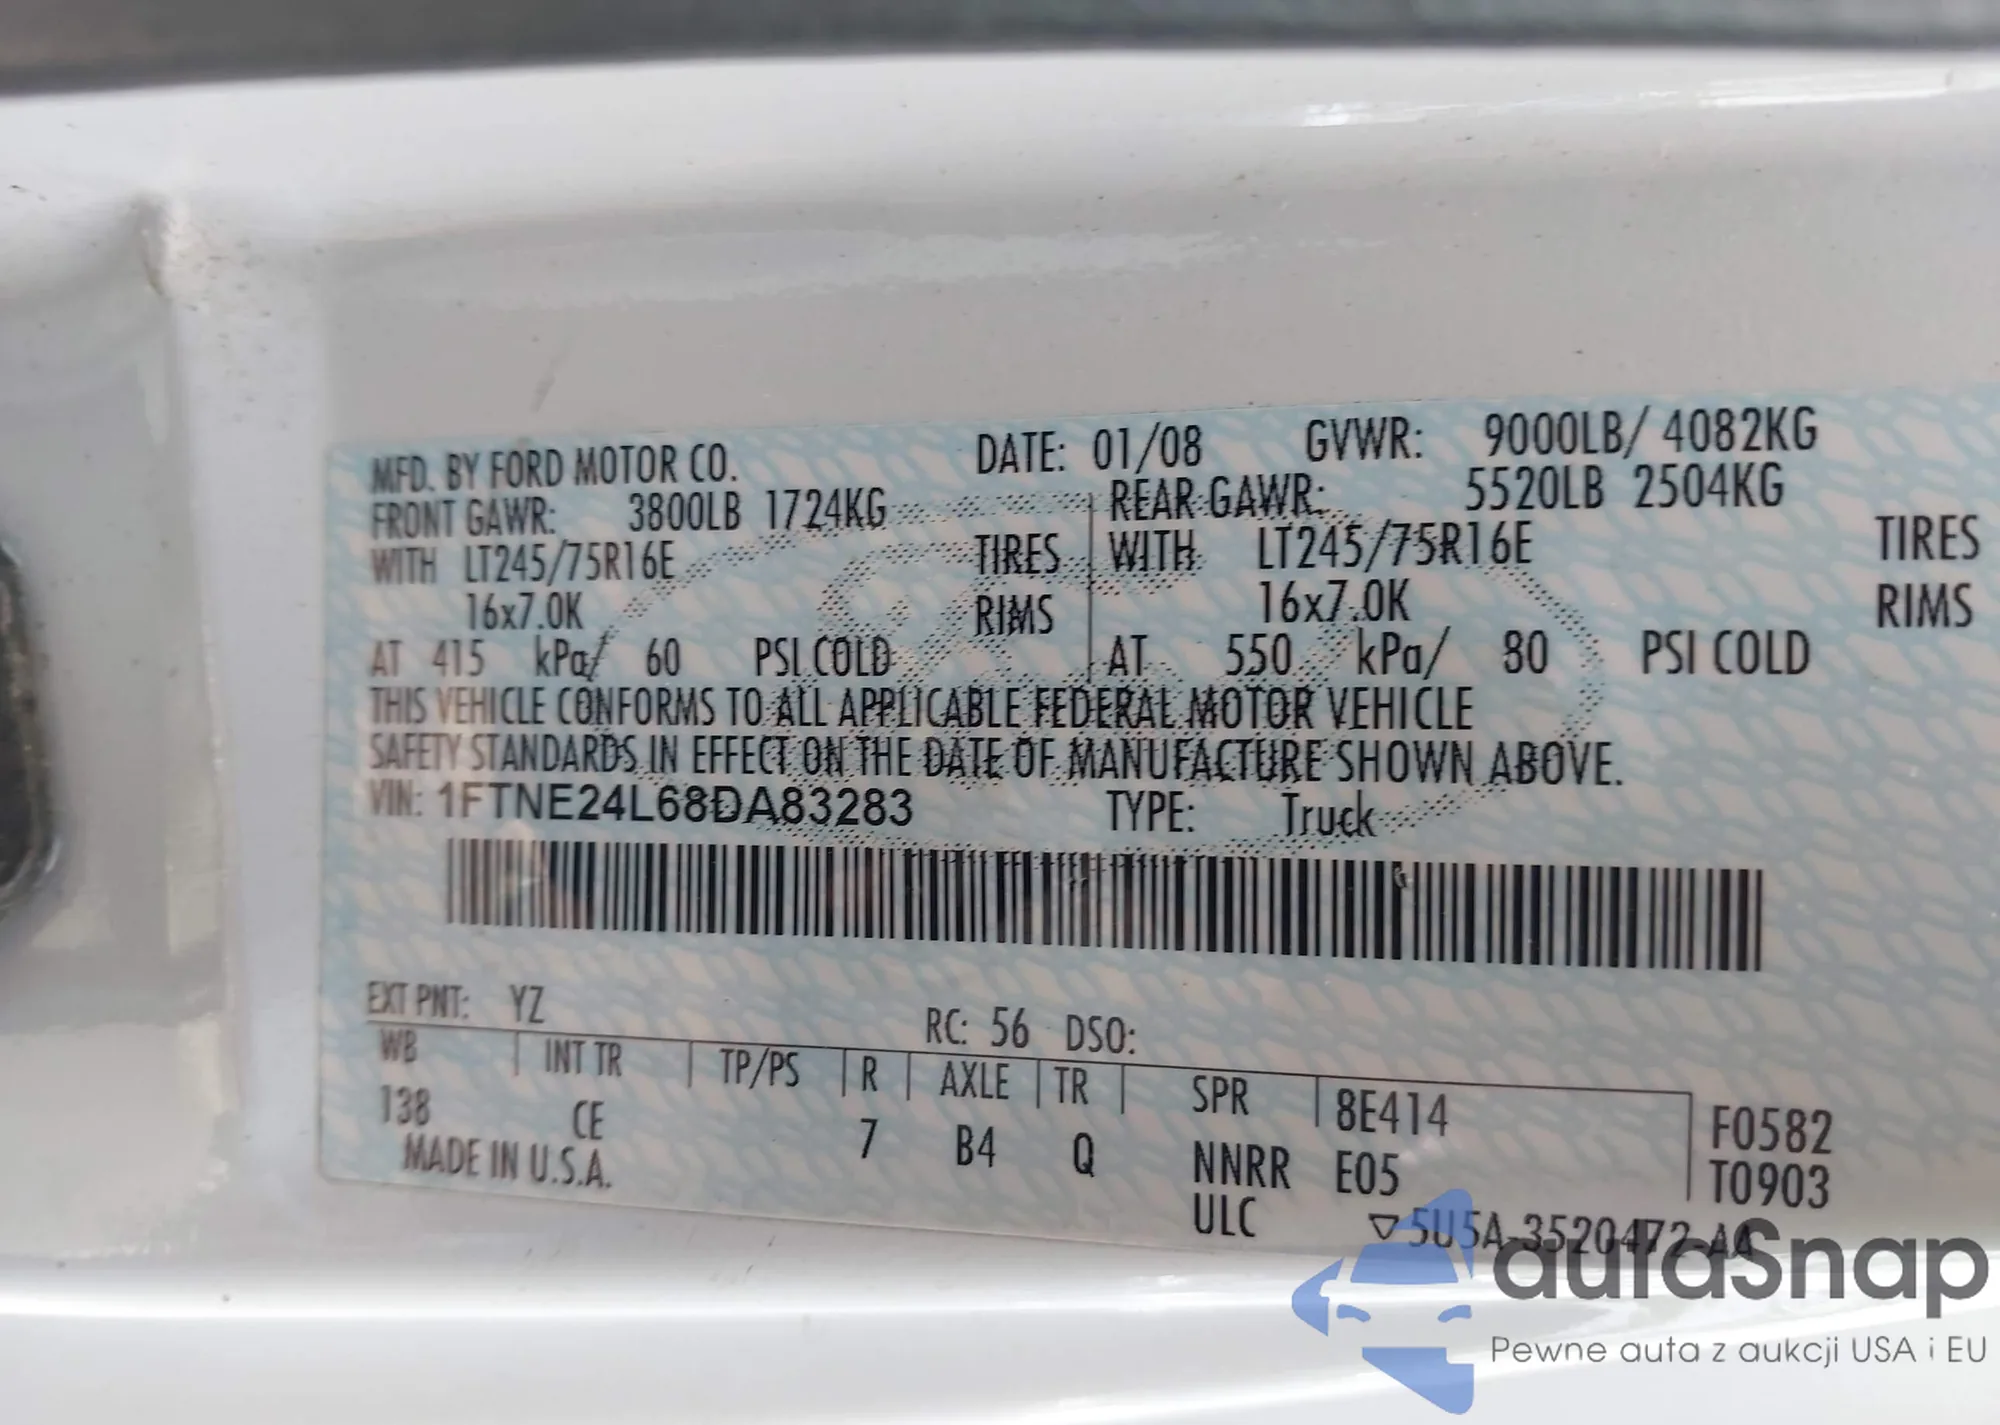 MFD. BY FORD MOTOR CO. DATE: 01/08 GVWR: 9000LB/ 4082KG
FRONT GAWR: 3800LB 1724KG REAR GAWR: 5520LB 2504KG
WITH LT245/75R16E TIRES WITH LT245/75R16E TIRES
16x7.0K RIMS 16x7.0K RIMS
AT 415 kPa/ 60 PSI COLD AT 550 kPa/ 80 PSI COLD
THIS VEHICLE CONFORMS TO ALL APPLICABLE FEDERAL MOTOR VEHICLE
SAFETY STANDARDS IN EFFECT ON THE DATE OF MANUFACTURE SHOWN ABOVE.
VIN: 1FTNE24L68DA83283 TYPE: Truck
EXT PNT: YZ RC: 56 DSO:
WB INT TR TP/PS R AXLE TR SPR 8E414 F0582
138 CE 7 B4 Q NNRR E05 T0903
MADE IN U.S.A. ULC ▽5U5A-3520472-AA
autaSnap
Pewne auta z aukcji USA i EU